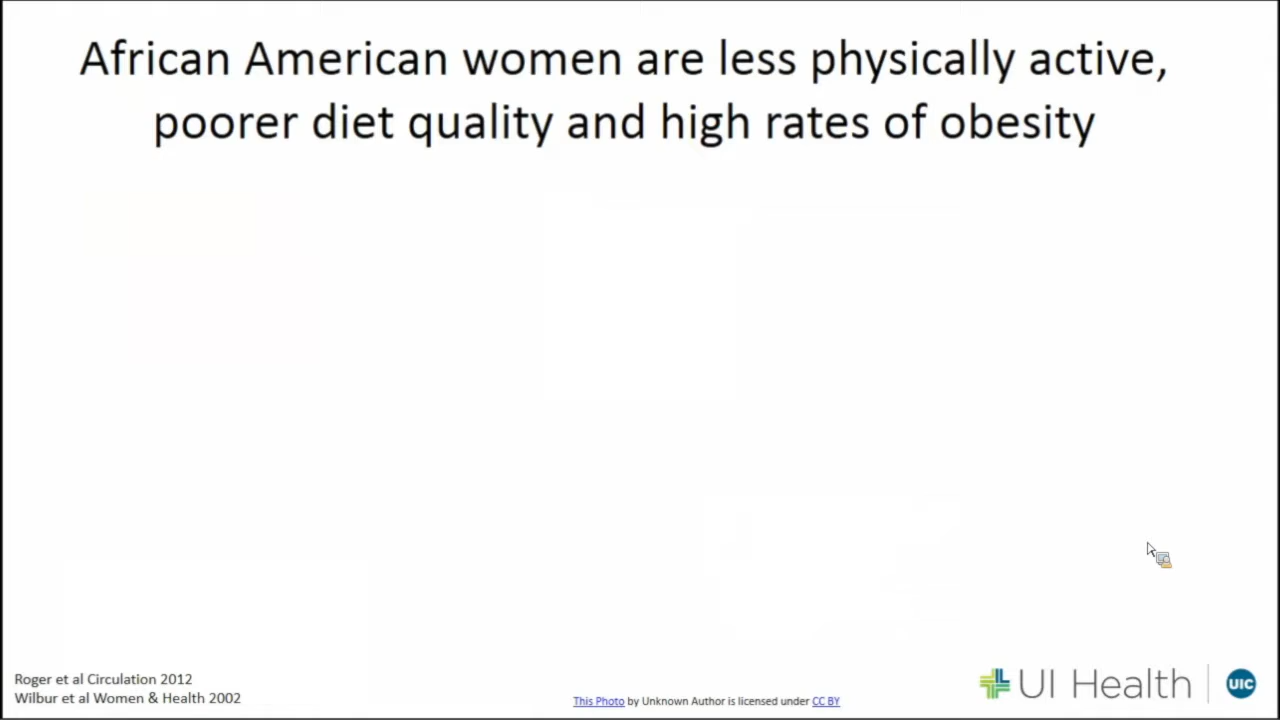 African American women are less physically active,
poorer diet quality and high rates of obesity
Roger et al Circulation 2012
Wilbur et al Women & Health 2002
This Photo by Unknown Author is licensed under CC BY
UI Health
UIC